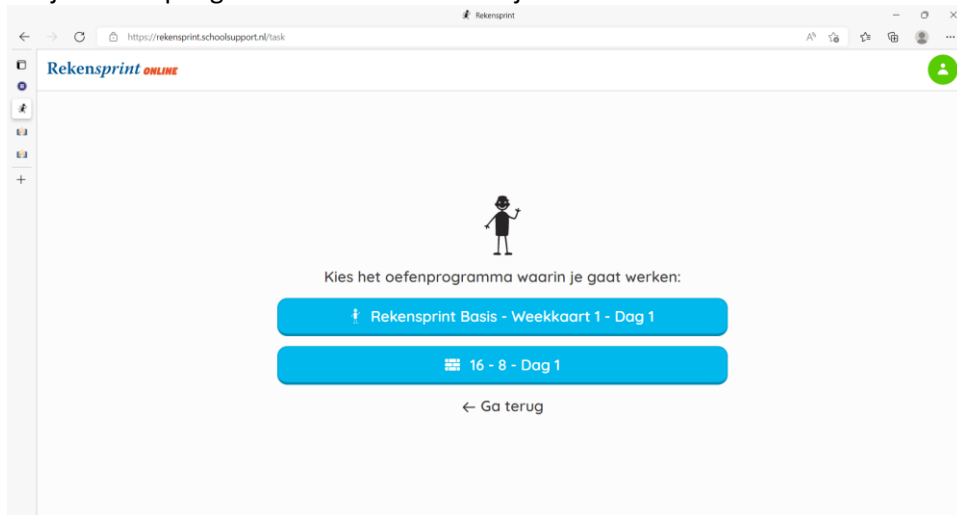 Rekensprint
https://rekensprint.schoolsupport.nl/task
Rekensprint ONLINE
Kies het oefenprogramma waarin je gaat werken:
Rekensprint Basis - Weekkaart 1 - Dag 1
16 - 8 - Dag 1
← Ga terug